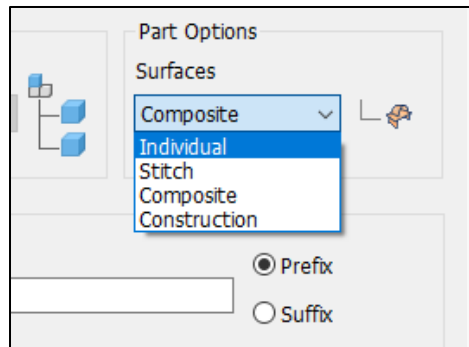 Part Options
Surfaces
Composite
Individual
Stitch
Composite
Construction
Prefix
Suffix